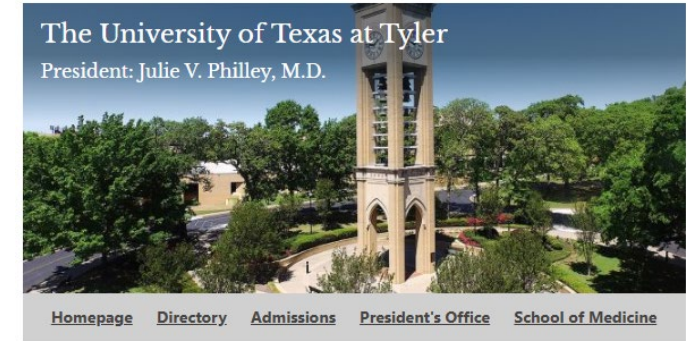 The University of Texas at Tyler
President: Julie V. Philley, M.D.
Homepage Directory Admissions President's Office School of Medicine